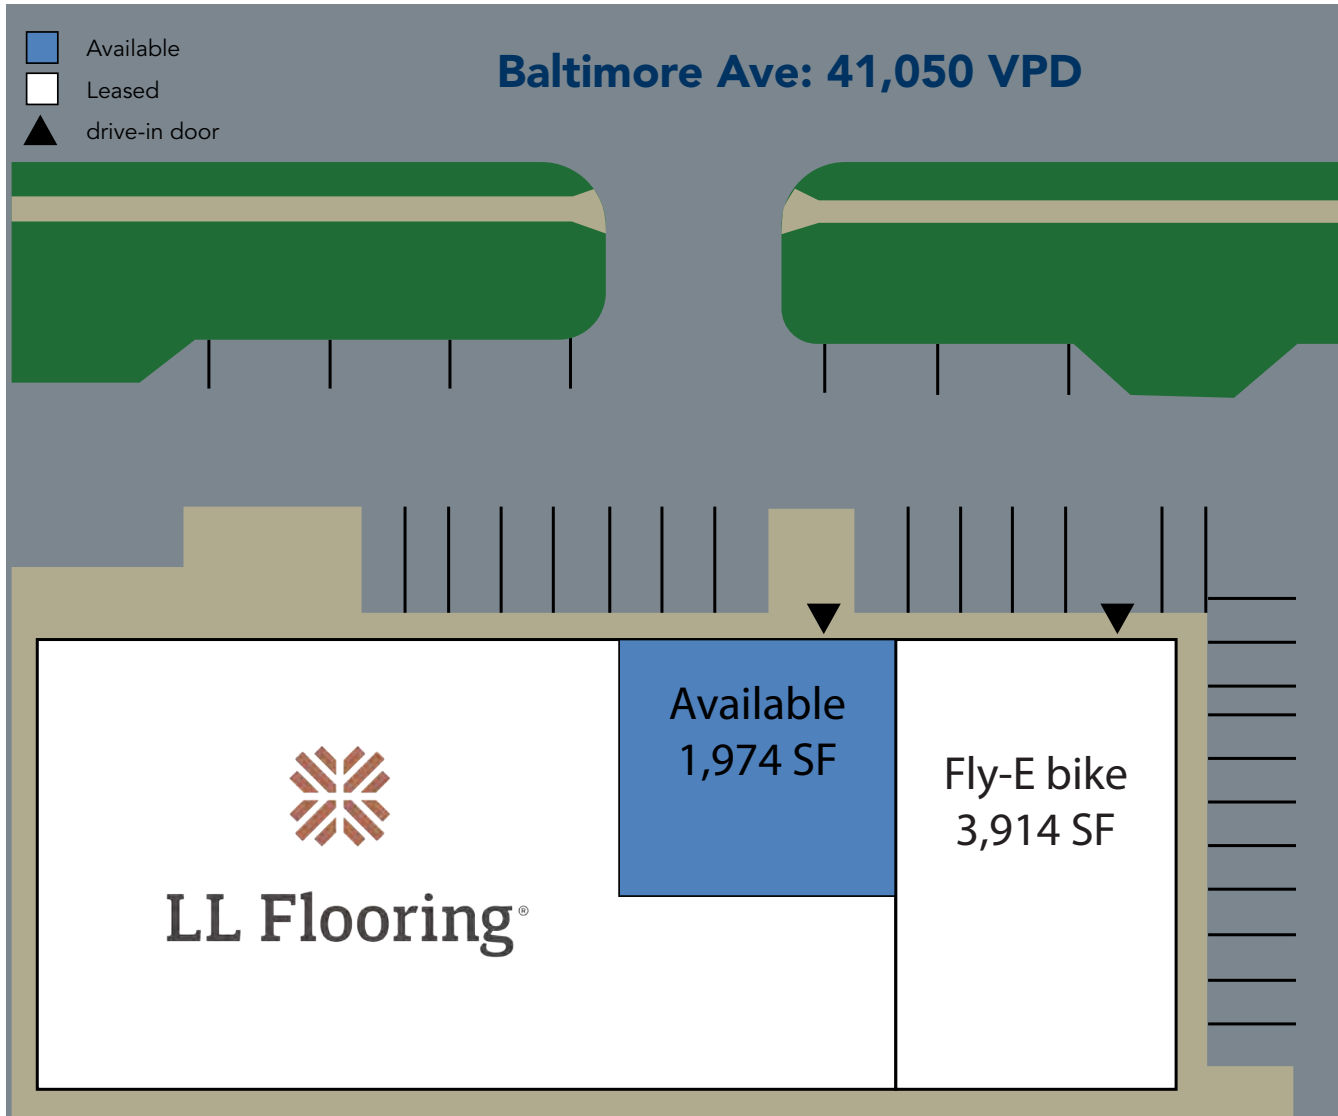 Available
Leased
drive-in door
Baltimore Ave: 41,050 VPD
Available
1,974 SF
Fly-E bike
3,914 SF
LL Flooring®